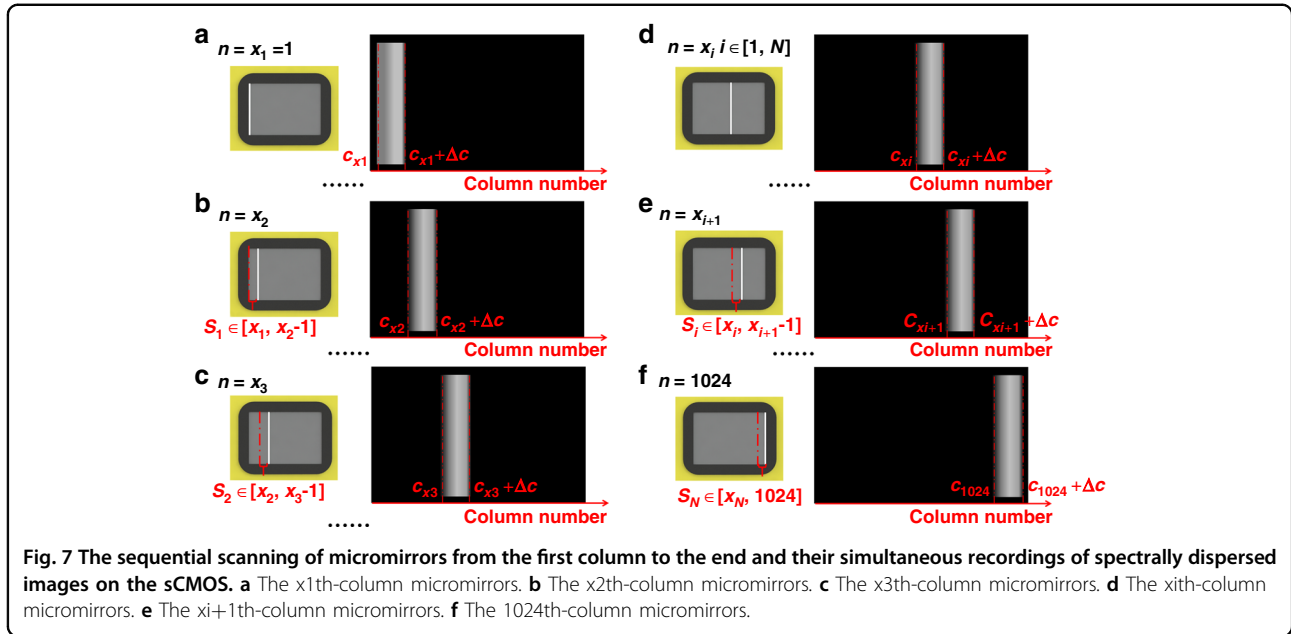 a
n = x₁ =1
cₓ₁
cₓ₁+Δc
Column number
......
b
n = x₂
S₁ ∈[x₁, x₂-1]
cₓ₂
cₓ₂+Δc
Column number
......
c
n = x₃
S₂ ∈[x₂, x₃-1]
cₓ₃
cₓ₃+Δc
Column number
......
d
n = xᵢ i ∈[1, N]
cₓᵢ
cₓᵢ+Δc
Column number
......
e
n = xᵢ₊₁
Sᵢ ∈[xᵢ, xᵢ₊₁-1]
Cₓᵢ₊₁
Cₓᵢ₊₁+Δc
Column number
......
f
n = 1024
S_N ∈[x_N, 1024]
c₁₀₂₄
c₁₀₂₄+Δc
Column number
Fig. 7 The sequential scanning of micromirrors from the first column to the end and their simultaneous recordings of spectrally dispersed
images on the sCMOS. a The x1th-column micromirrors. b The x2th-column micromirrors. c The x3th-column micromirrors. d The xith-column
micromirrors. e The xi+1th-column micromirrors. f The 1024th-column micromirrors.